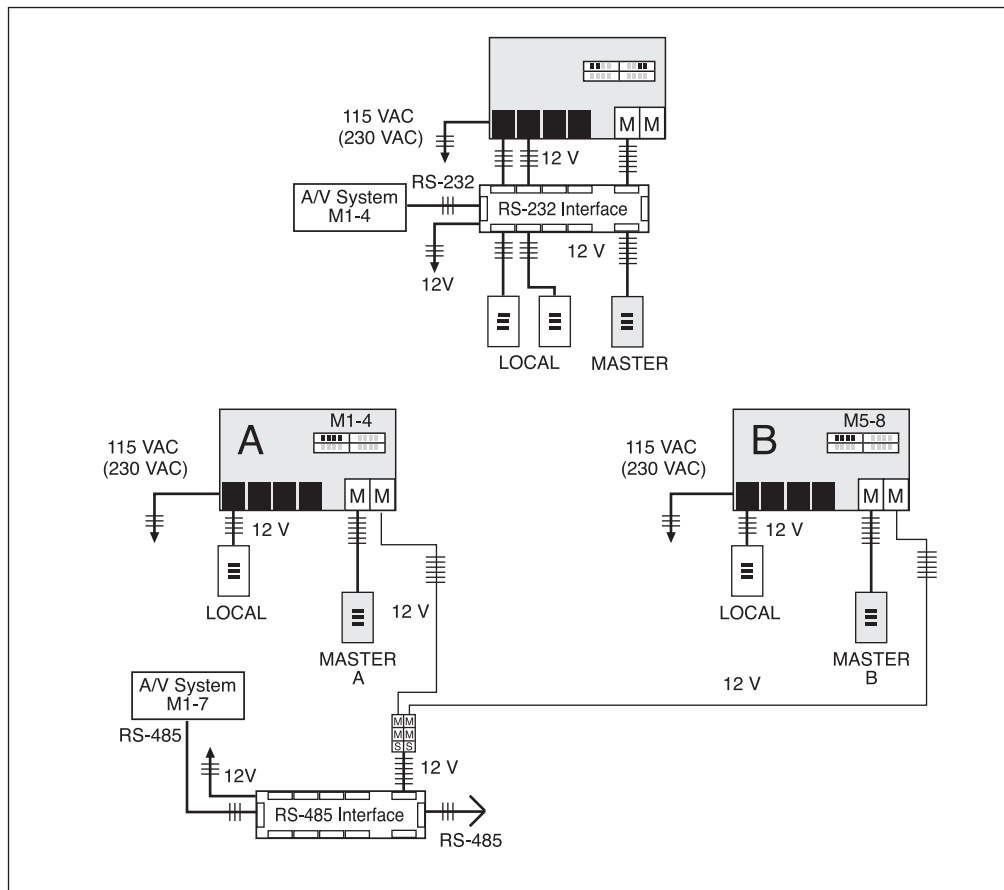 115 VAC
(230 VAC)
M M
12 V
RS-232
A/V System
M1-4
RS-232 Interface
12V
12 V
LOCAL
MASTER
A
M1-4
115 VAC
(230 VAC)
M M
12 V
LOCAL
12 V
MASTER
A
B
M5-8
115 VAC
(230 VAC)
M M
12 V
LOCAL
MASTER
B
12 V
A/V System
M1-7
RS-485
12V
M M
M M
S S
12 V
RS-485 Interface
RS-485